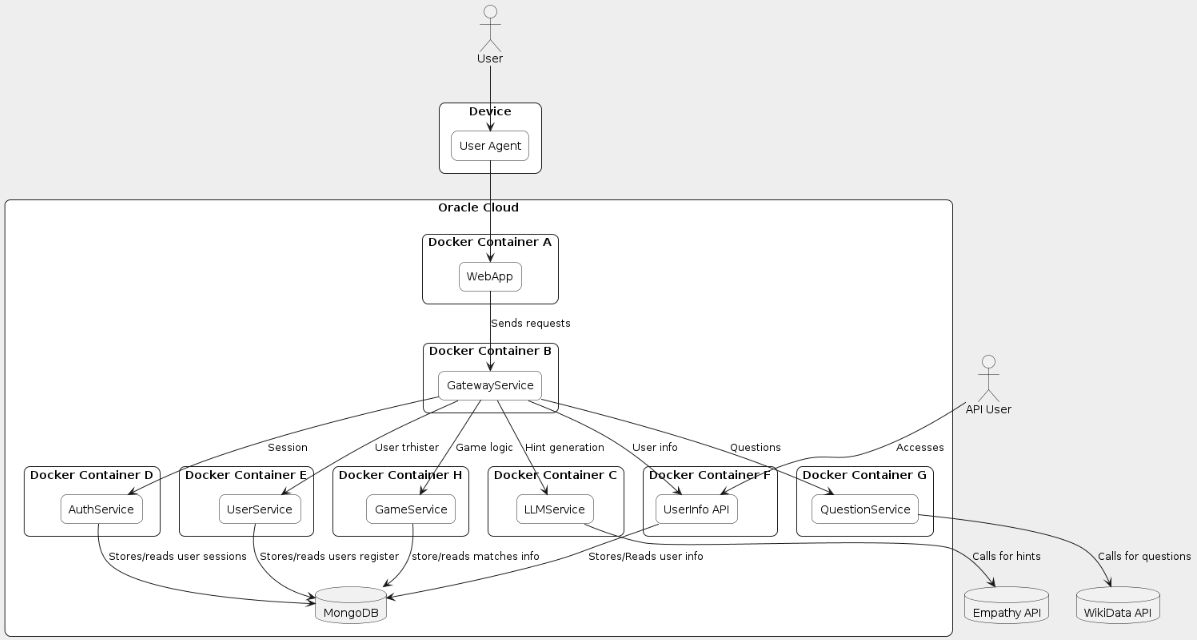 User
Device
User Agent
Oracle Cloud
Docker Container A
WebApp
Sends requests
Docker Container B
GatewayService
API User
Session
User trhister
Game logic
Hint generation
User info
Questions
Accesses
Docker Container D
Docker Container E
Docker Container H
Docker Container C
Docker Container F
Docker Container G
AuthService
UserService
GameService
LLMService
UserInfo API
QuestionService
Stores/reads user sessions
Stores/reads users register
store/reads matches info
Stores/Reads user info
Calls for hints
Calls for questions
MongoDB
Empathy API
WikiData API